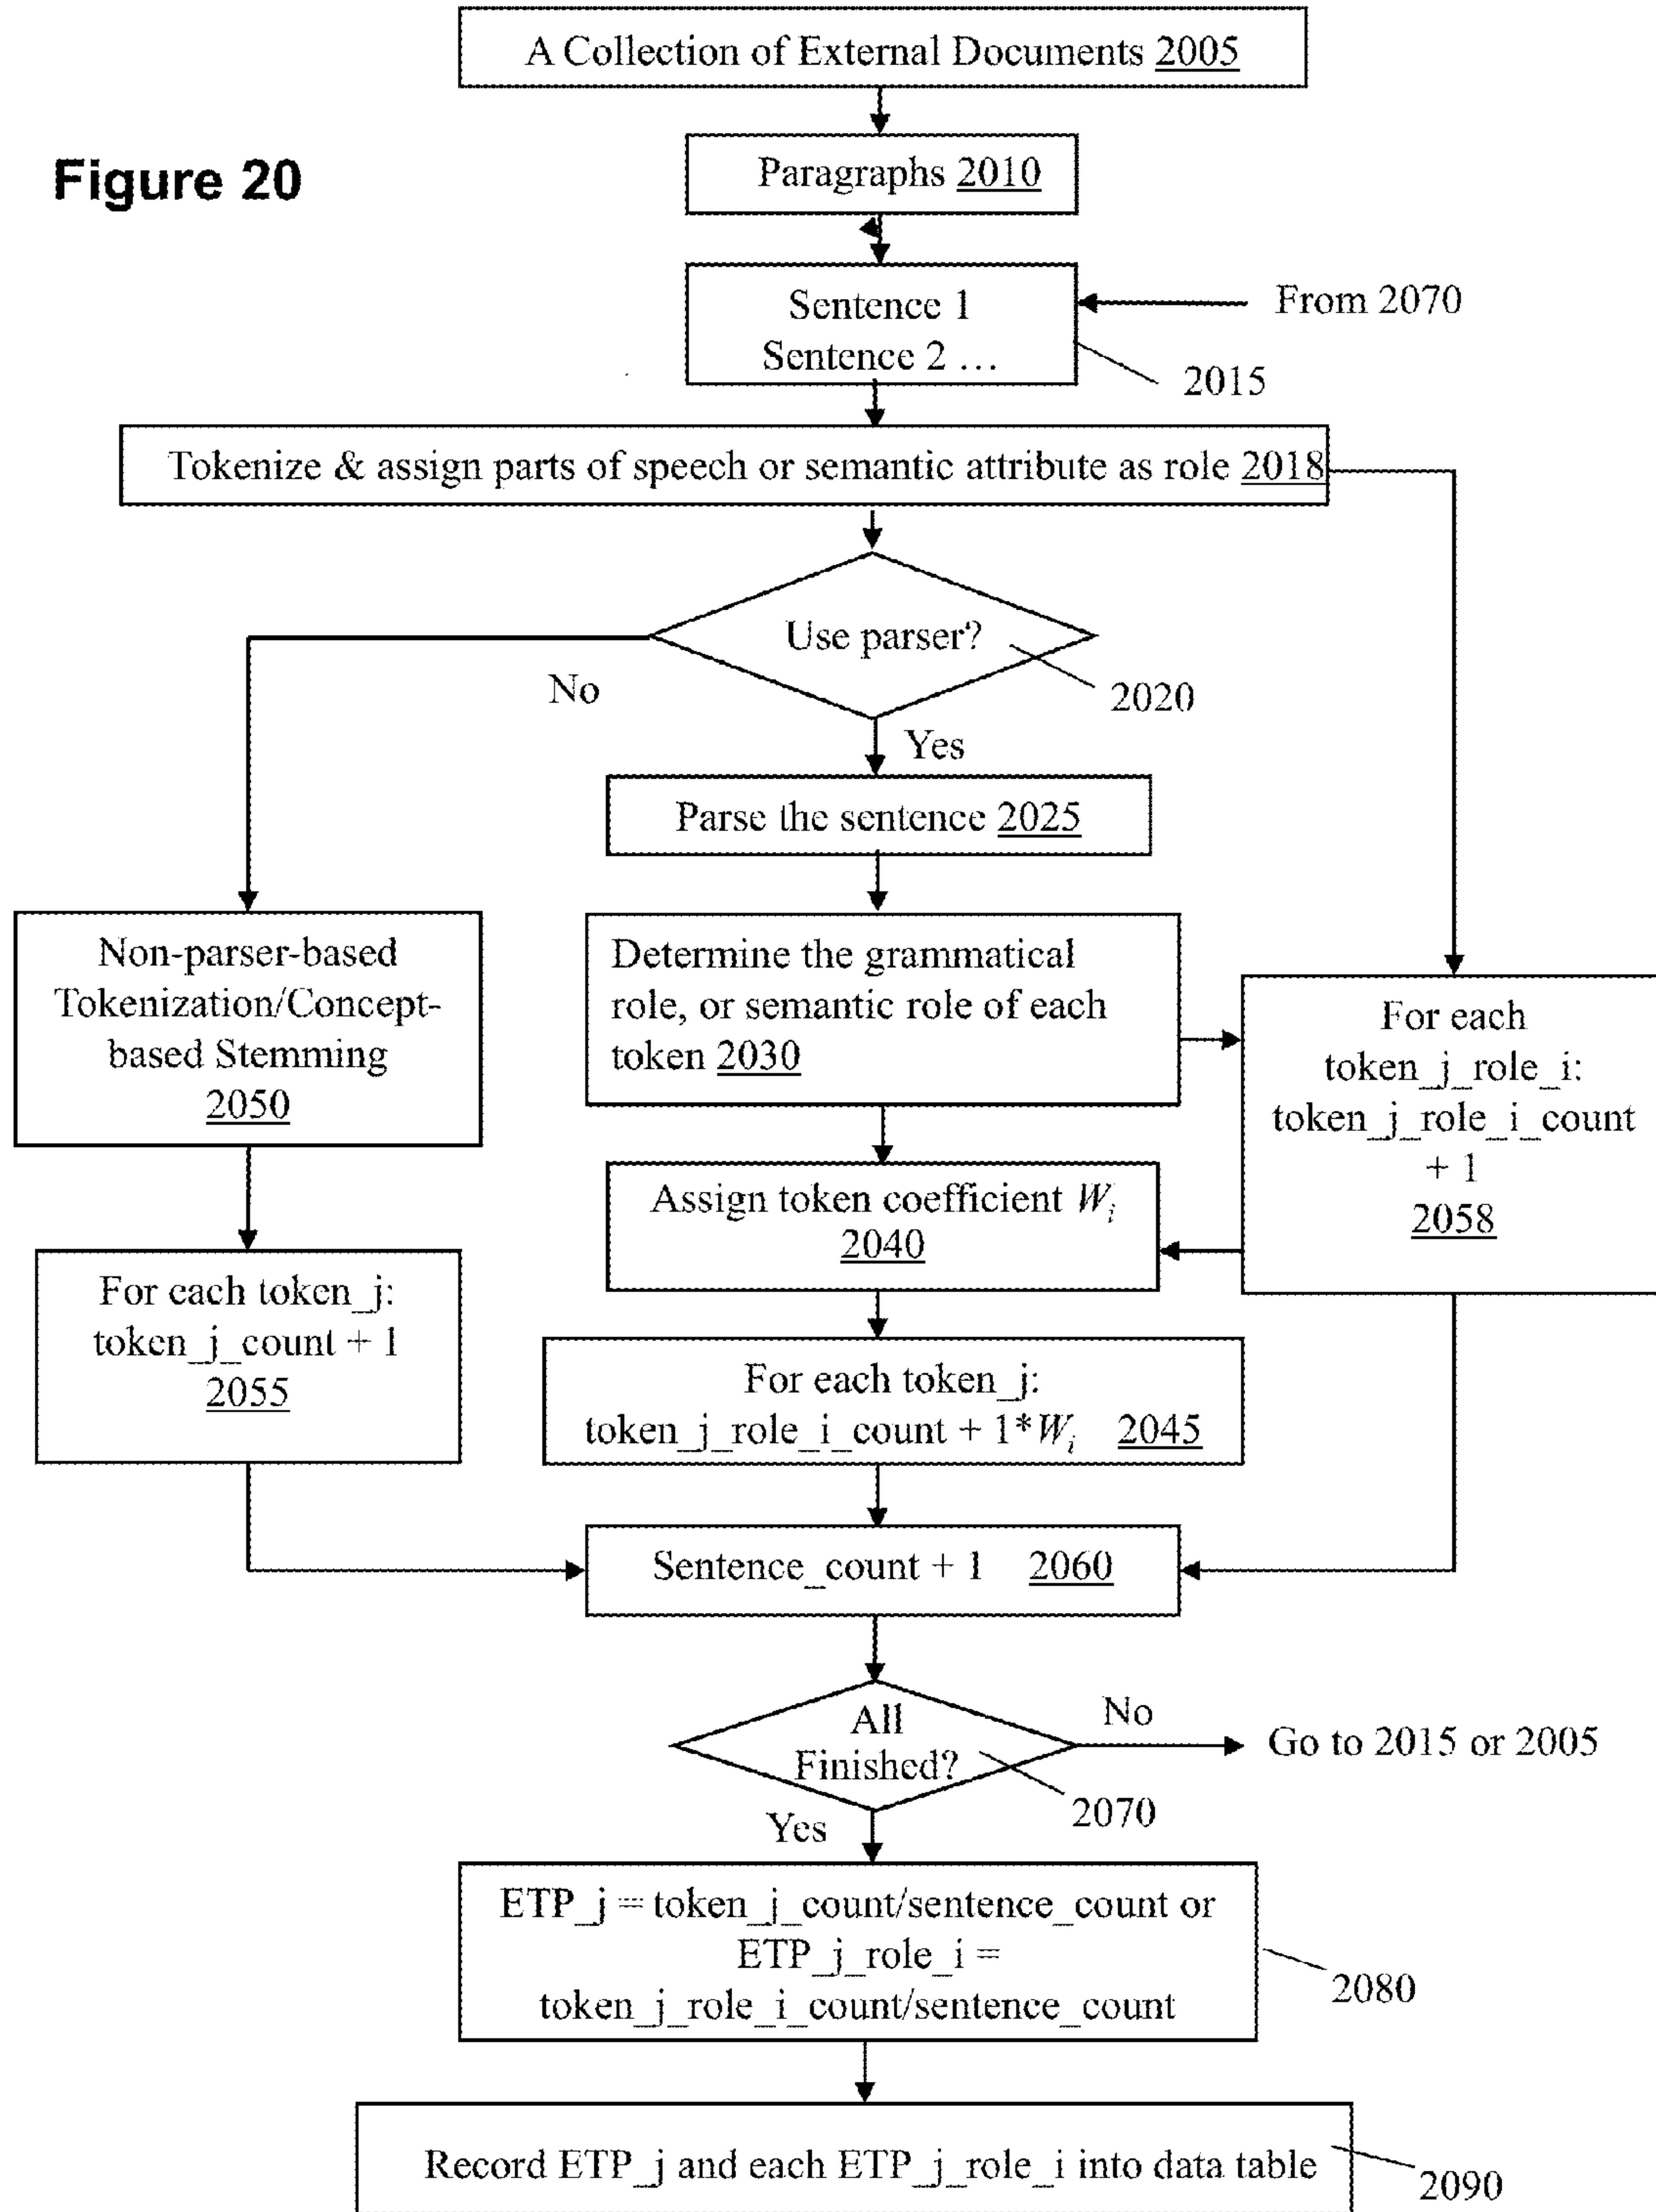 A Collection of External Documents 2005
Figure 20
Paragraphs 2010
Sentence 1
Sentence 2 ...
From 2070
2015
Tokenize & assign parts of speech or semantic attribute as role 2018
Use parser?
2020
No
Yes
Parse the sentence 2025
Non-parser-based
Tokenization/Concept-
based Stemming
2050
Determine the grammatical
role, or semantic role of each
token 2030
For each
token_j_role_i:
token_j_role_i_count
+ 1
2058
Assign token coefficient Wi
2040
For each token_j:
token_j_count + 1
2055
For each token_j:
token_j_role_i_count + 1*Wi 2045
Sentence_count + 1 2060
All
Finished?
No
Go to 2015 or 2005
2070
Yes
ETP_j = token_j_count/sentence_count or
ETP_j_role_i =
token_j_role_i_count/sentence_count
2080
Record ETP_j and each ETP_j_role_i into data table
2090